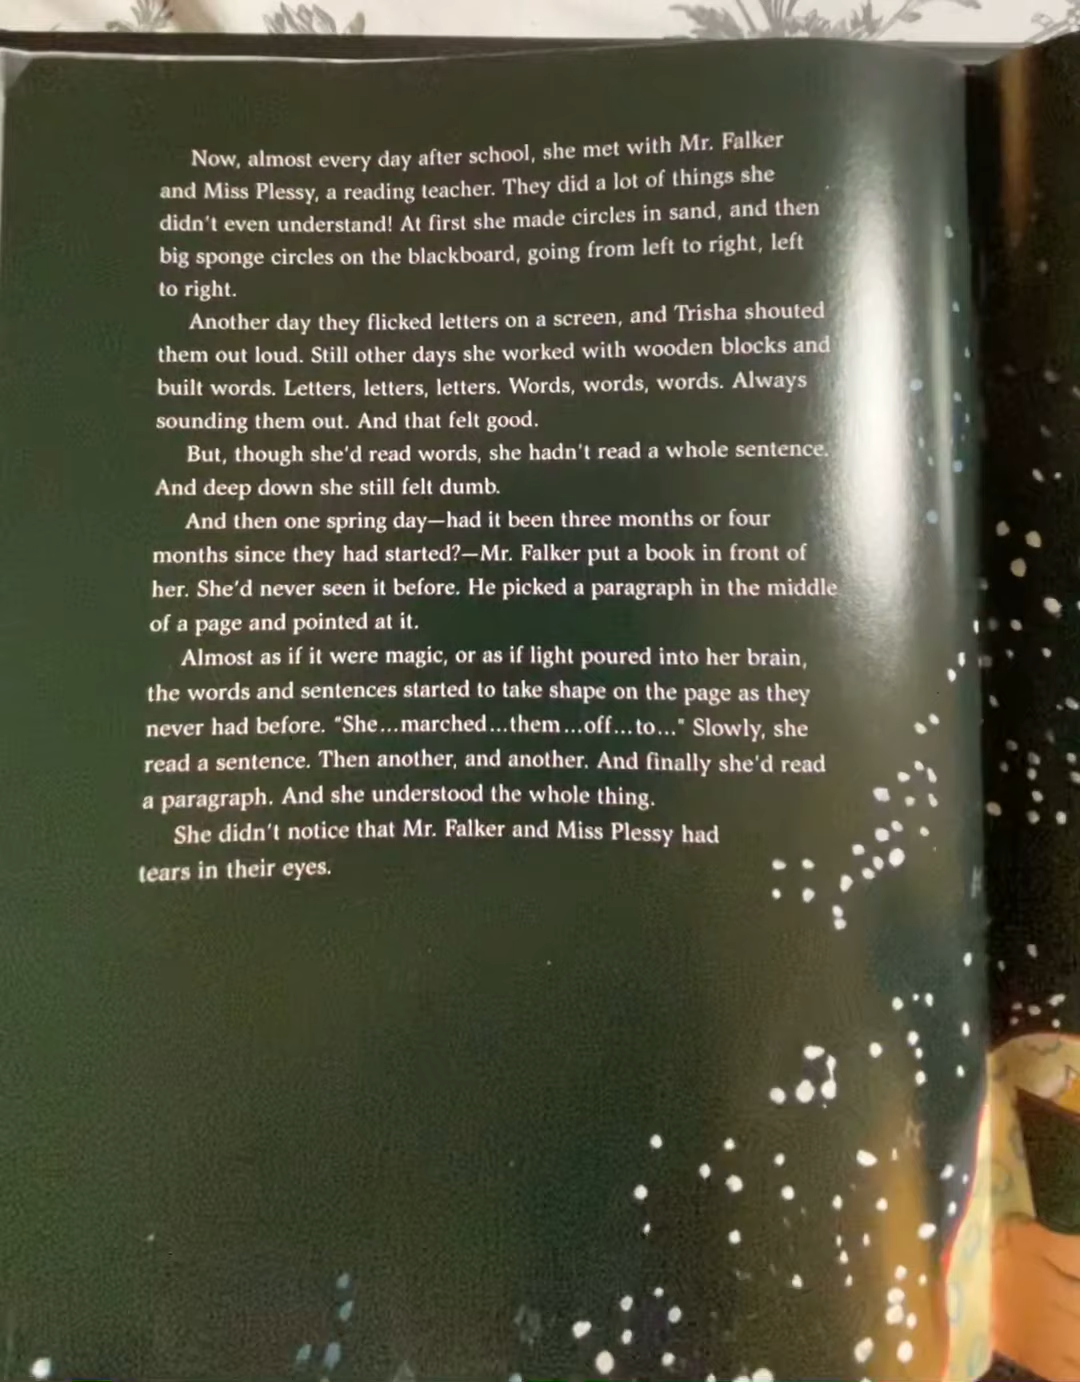 Now, almost every day after school, she met with Mr. Falker
and Miss Plessy, a reading teacher. They did a lot of things she
didn't even understand! At first she made circles in sand, and then
big sponge circles on the blackboard, going from left to right, left
to right.
Another day they flicked letters on a screen, and Trisha shouted
them out loud. Still other days she worked with wooden blocks and
built words. Letters, letters, letters. Words, words, words. Always
sounding them out. And that felt good.
But, though she'd read words, she hadn't read a whole sentence.
And deep down she still felt dumb.
And then one spring day—had it been three months or four
months since they had started?—Mr. Falker put a book in front of
her. She'd never seen it before. He picked a paragraph in the middle
of a page and pointed at it.
Almost as if it were magic, or as if light poured into her brain,
the words and sentences started to take shape on the page as they
never had before. "She...marched...them...off...to..." Slowly, she
read a sentence. Then another, and another. And finally she'd read
a paragraph. And she understood the whole thing.
She didn't notice that Mr. Falker and Miss Plessy had
tears in their eyes.